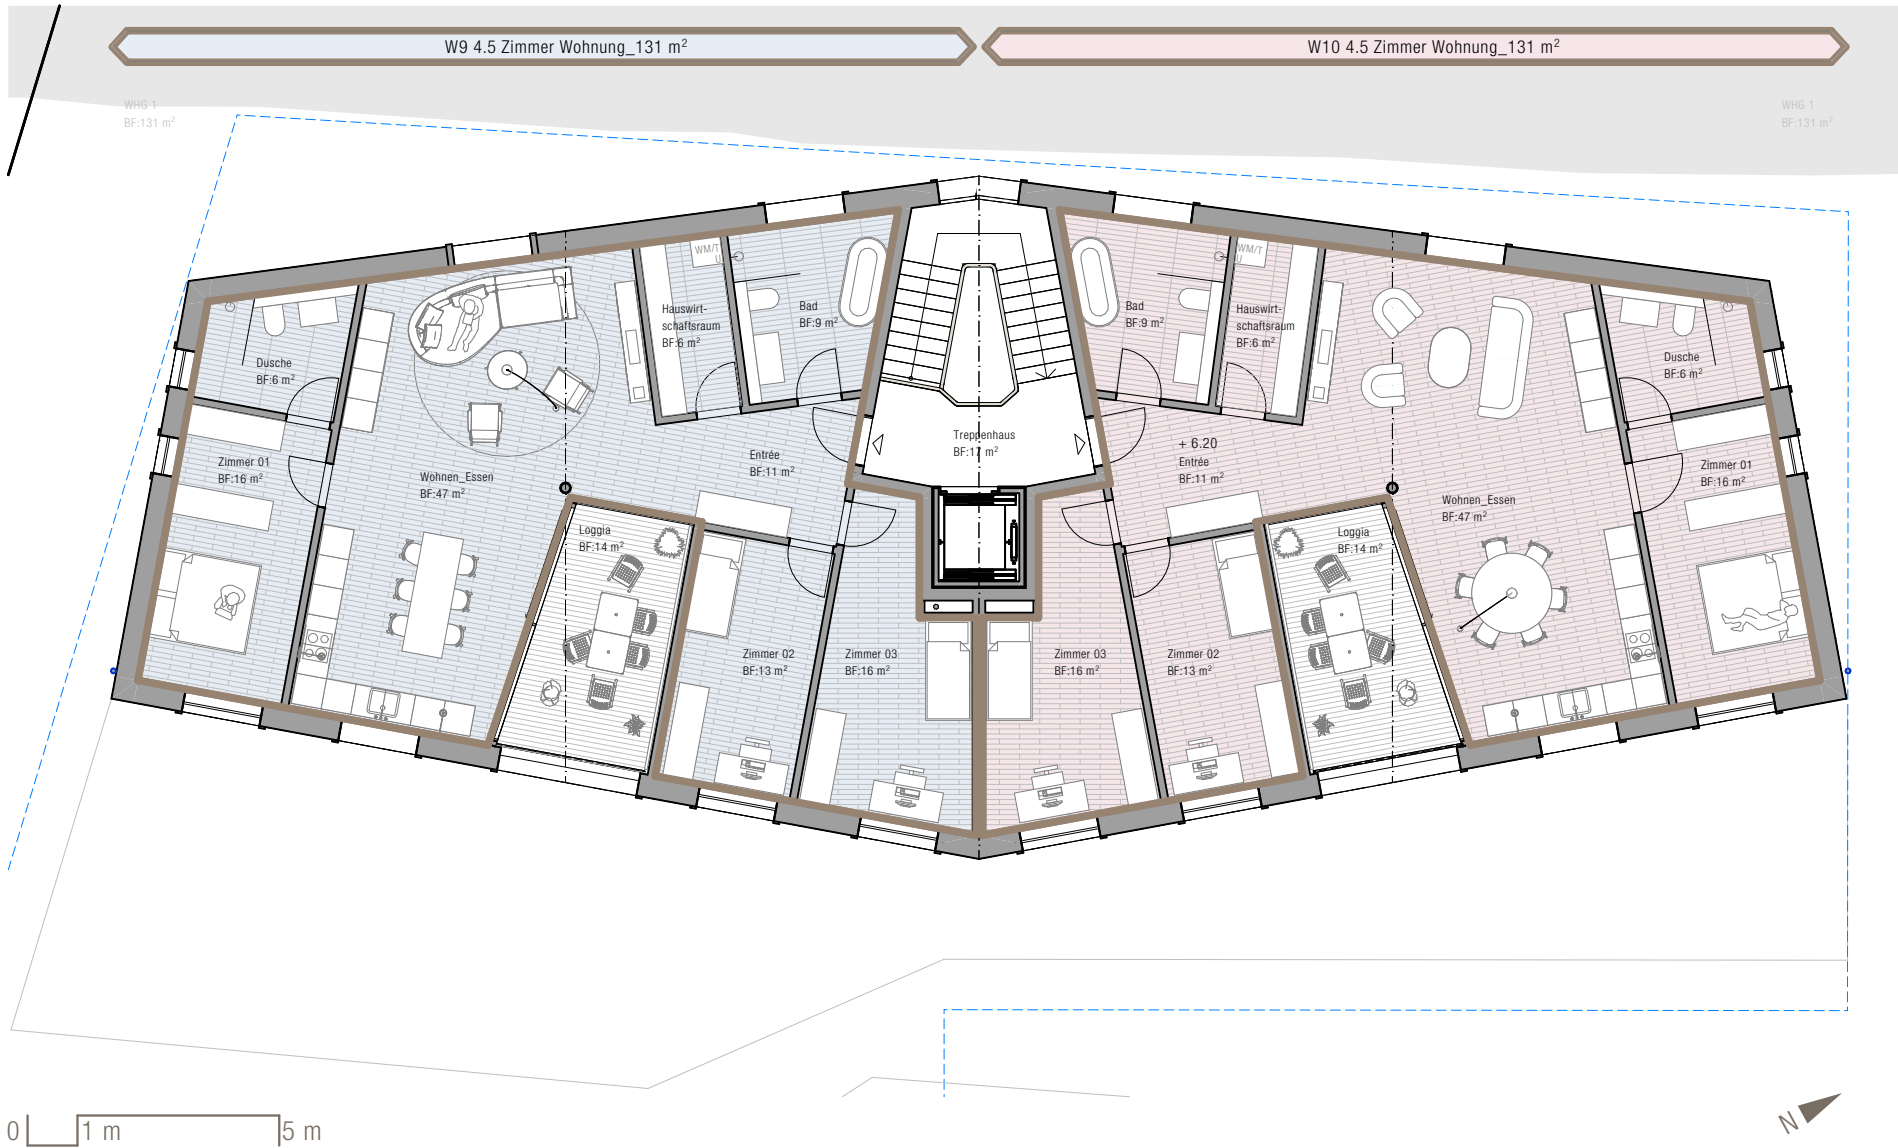 W9 4.5 Zimmer Wohnung_131 m²
W10 4.5 Zimmer Wohnung_131 m²
WHG 1
BF:131 m²
WHG 1
BF:131 m²
Dusche
BF:6 m²
Zimmer 01
BF:16 m²
Wohnen_Essen
BF:47 m²
Hauswirt-
schaftsraum
BF:6 m²
WM/T
U
Bad
BF:9 m²
Entrée
BF:11 m²
Loggia
BF:14 m²
Zimmer 02
BF:13 m²
Zimmer 03
BF:16 m²
Treppenhaus
BF:17 m²
Bad
BF:9 m²
WM/T
U
Hauswirt-
schaftsraum
BF:6 m²
+ 6.20
Entrée
BF:11 m²
Zimmer 03
BF:16 m²
Zimmer 02
BF:13 m²
Loggia
BF:14 m²
Wohnen_Essen
BF:47 m²
Dusche
BF:6 m²
Zimmer 01
BF:16 m²
0 1 m 5 m
N